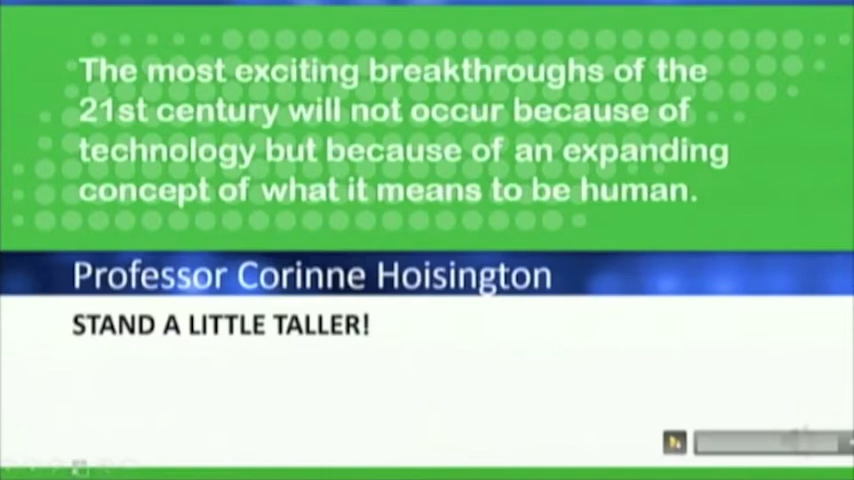 The most exciting breakthroughs of the
21st century will not occur because of
technology but because of an expanding
concept of what it means to be human.
Professor Corinne Hoisington
STAND A LITTLE TALLER!